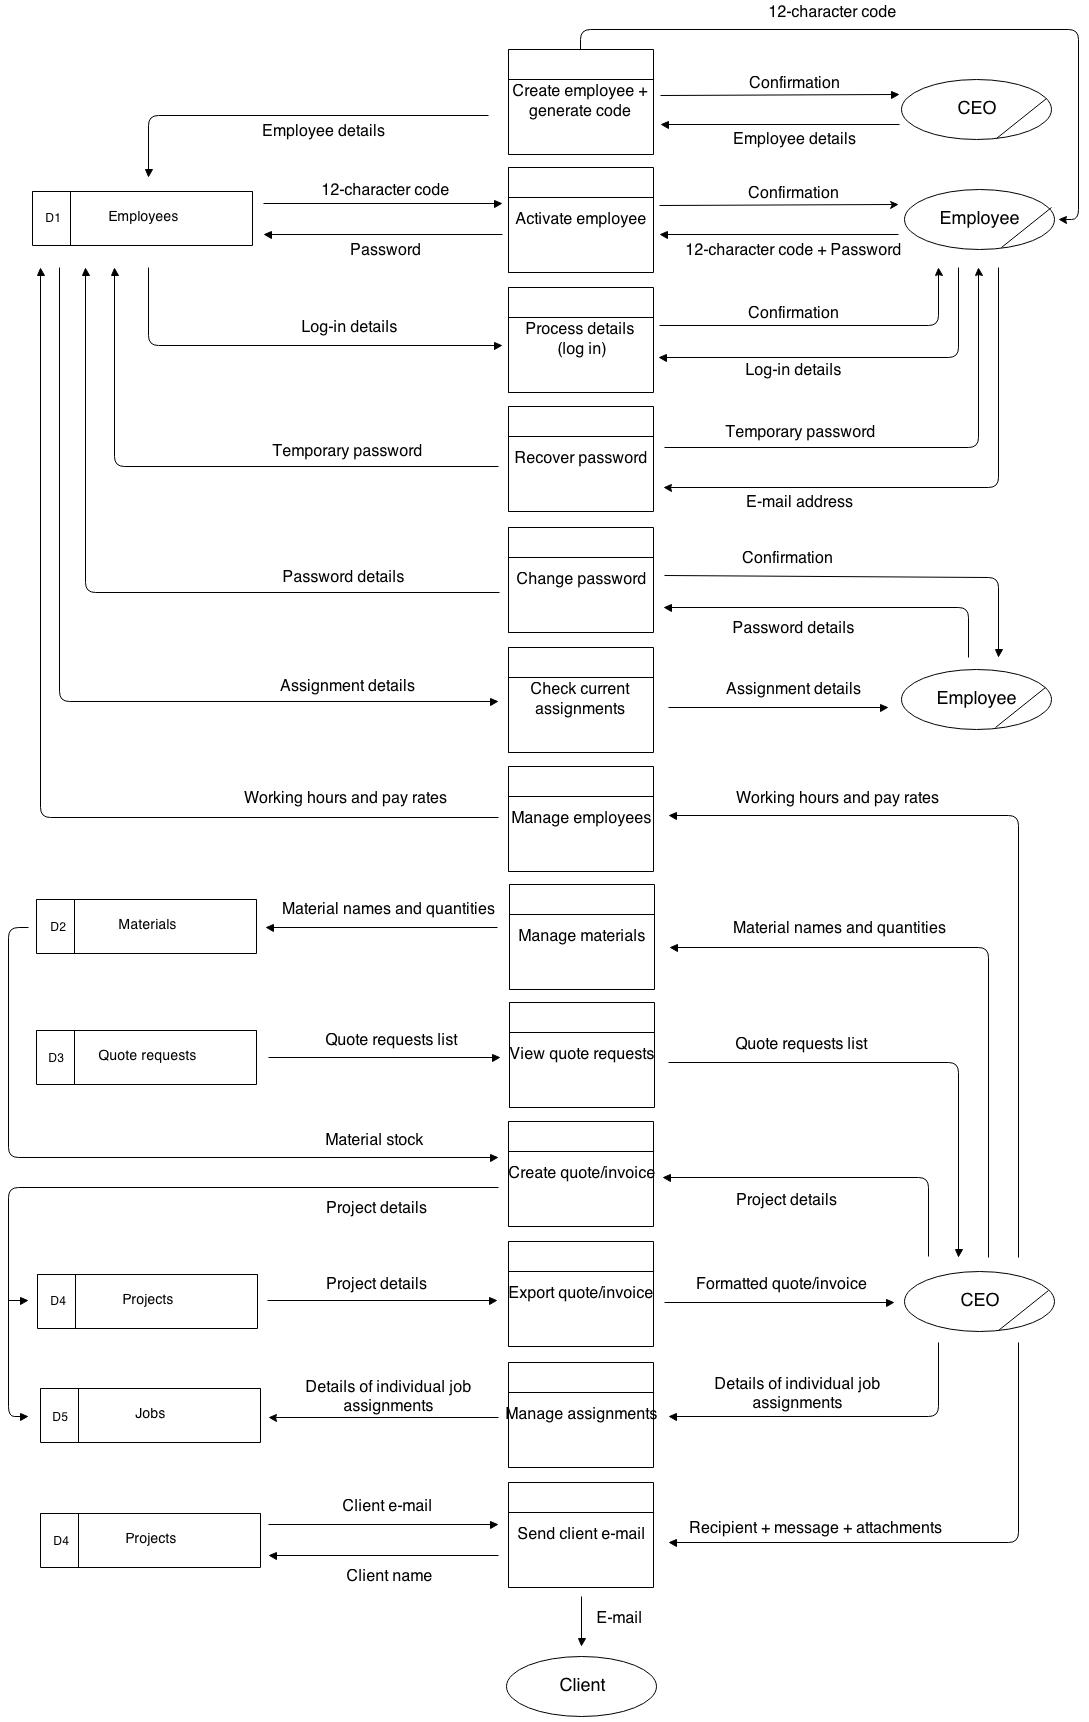 12-character code
Create employee +
generate code
Confirmation
CEO
Employee details
Employee details
D1
Employees
12-character code
Password
Activate employee
Confirmation
12-character code + Password
Employee
Log-in details
Process details
(log in)
Confirmation
Log-in details
Temporary password
Recover password
Temporary password
E-mail address
Password details
Change password
Confirmation
Password details
Assignment details
Check current
assignments
Assignment details
Employee
Working hours and pay rates
Manage employees
Working hours and pay rates
D2
Materials
Material names and quantities
Manage materials
Material names and quantities
D3
Quote requests
Quote requests list
View quote requests
Quote requests list
Material stock
Create quote/invoice
Project details
Project details
D4
Projects
Project details
Export quote/invoice
Formatted quote/invoice
CEO
D5
Jobs
Details of individual job
assignments
Manage assignments
Details of individual job
assignments
D4
Projects
Client e-mail
Client name
Send client e-mail
Recipient + message + attachments
E-mail
Client